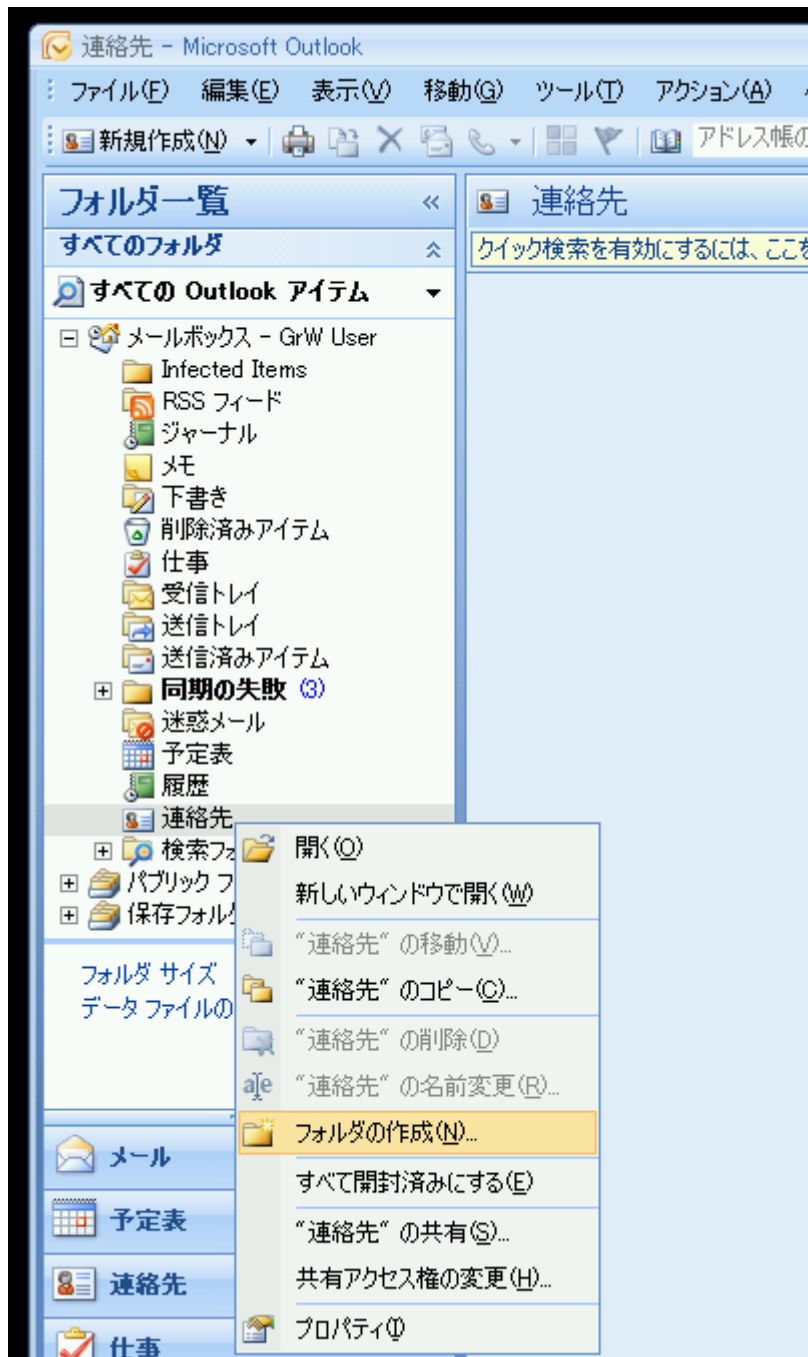 連絡先 - Microsoft Outlook
ファイル(F) 編集(E) 表示(V) 移動(G) ツール(T) アクション(A)
新規作成(N) アドレス帳の
フォルダ一覧
連絡先
すべてのフォルダ
クイック検索を有効にするには、ここを
すべての Outlook アイテム
メールボックス - GrW User
Infected Items
RSS フィード
ジャーナル
メモ
下書き
削除済みアイテム
仕事
受信トレイ
送信トレイ
送信済みアイテム
同期の失敗 (3)
迷惑メール
予定表
履歴
連絡先
検索フォ
パブリック フ
保存フォル
フォルダ サイズ
データ ファイルの
開く(O)
新しいウィンドウで開く(W)
"連絡先" の移動(V)...
"連絡先" のコピー(C)...
"連絡先" の削除(D)
"連絡先" の名前変更(R)...
フォルダの作成(N)...
すべて開封済みにする(E)
"連絡先" の共有(S)...
共有アクセス権の変更(H)...
プロパティ(I)
メール
予定表
連絡先
仕事